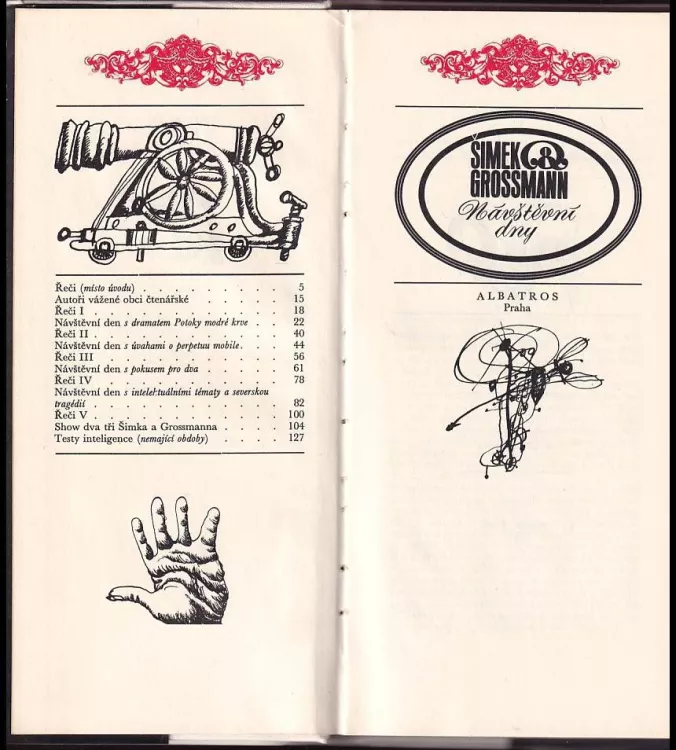 Řeči (místo úvodu) . . . . . . . . . . 5
Autoři vážené obci čtenářské . . . . . 15
Řeči I . . . . . . . . . . . . . 18
Návštěvní den s dramatem Potoky modré krve . . 22
Řeči II . . . . . . . . . . . . . 40
Návštěvní den s úvahami o perpetuu mobile . . 44
Řeči III . . . . . . . . . . . . 56
Návštěvní den s pokusem pro dva . . . . . 61
Řeči IV . . . . . . . . . . . . 78
Návštěvní den s intelektuálními tématy a severskou
tragédií . . . . . . . . . . . . . 82
Řeči V . . . . . . . . . . . . . 100
Show dva tři Šimka a Grossmanna . . . . 104
Testy inteligence (nemající obdoby) . . . . 127
ŠIMEK &
GROSSMANN
Návštěvní
dny
ALBATROS
Praha